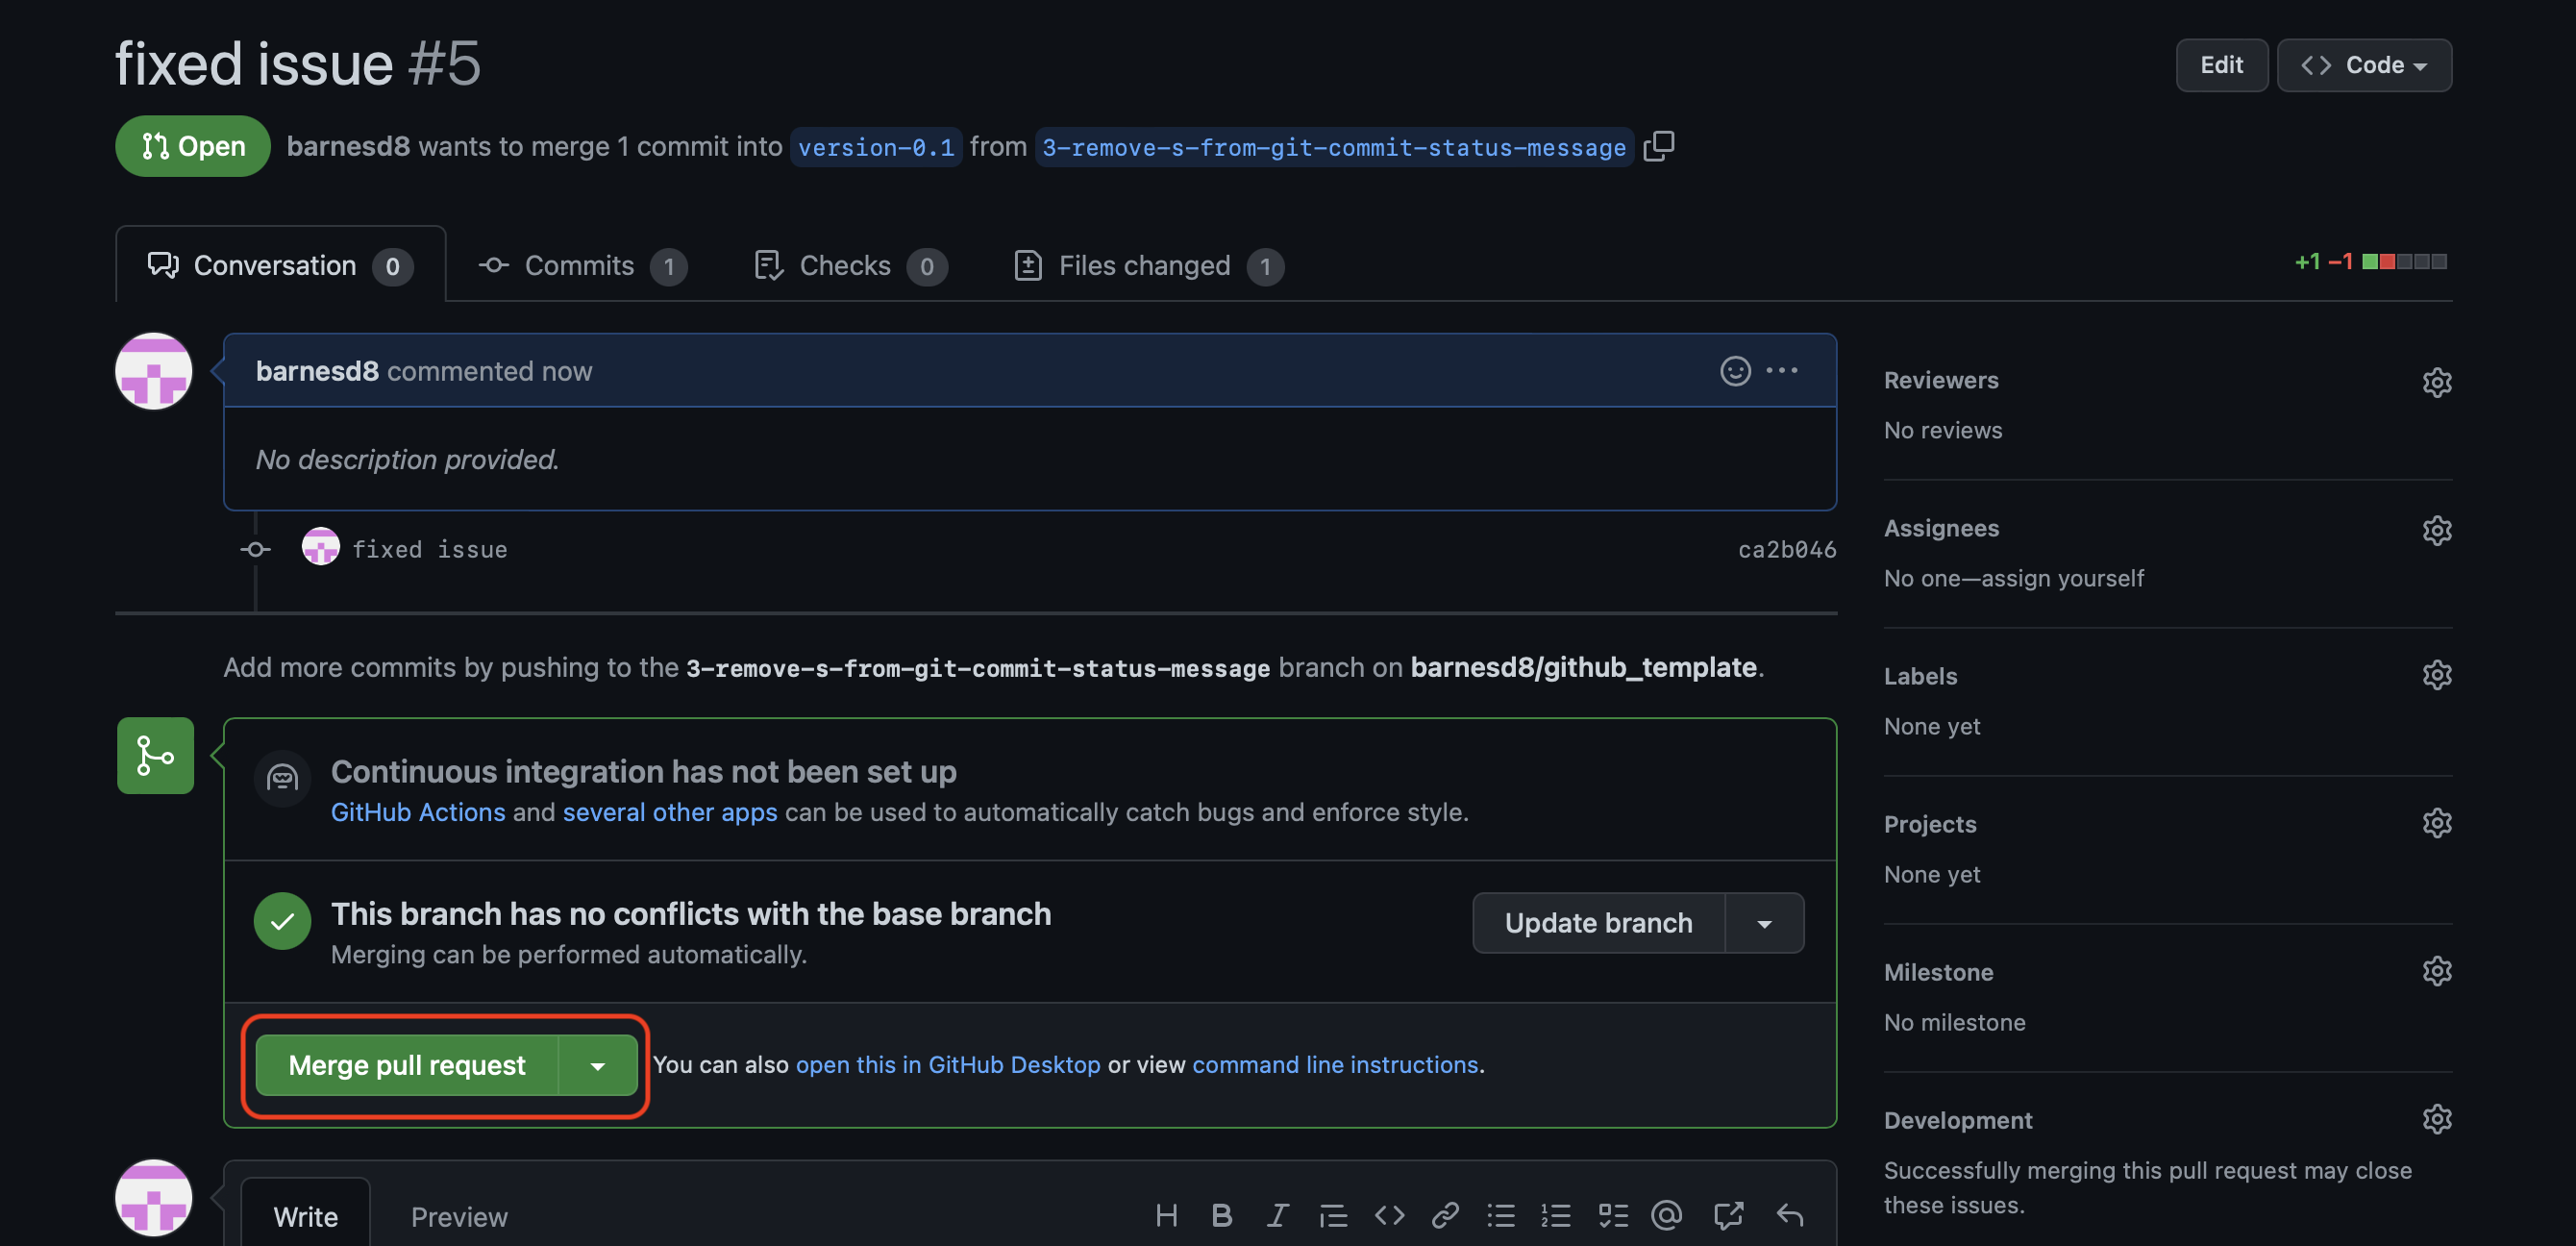 fixed issue #5
Edit
Code
Open
barnesd8 wants to merge 1 commit into version-0.1 from 3-remove-s-from-git-commit-status-message
Conversation 0
Commits 1
Checks 0
Files changed 1
+1 −1
barnesd8 commented now
No description provided.
fixed issue
ca2b046
Add more commits by pushing to the 3-remove-s-from-git-commit-status-message branch on barnesd8/github_template.
Continuous integration has not been set up
GitHub Actions and several other apps can be used to automatically catch bugs and enforce style.
This branch has no conflicts with the base branch
Merging can be performed automatically.
Update branch
Merge pull request
You can also open this in GitHub Desktop or view command line instructions.
Write
Preview
Reviewers
No reviews
Assignees
No one—assign yourself
Labels
None yet
Projects
None yet
Milestone
No milestone
Development
Successfully merging this pull request may close
these issues.